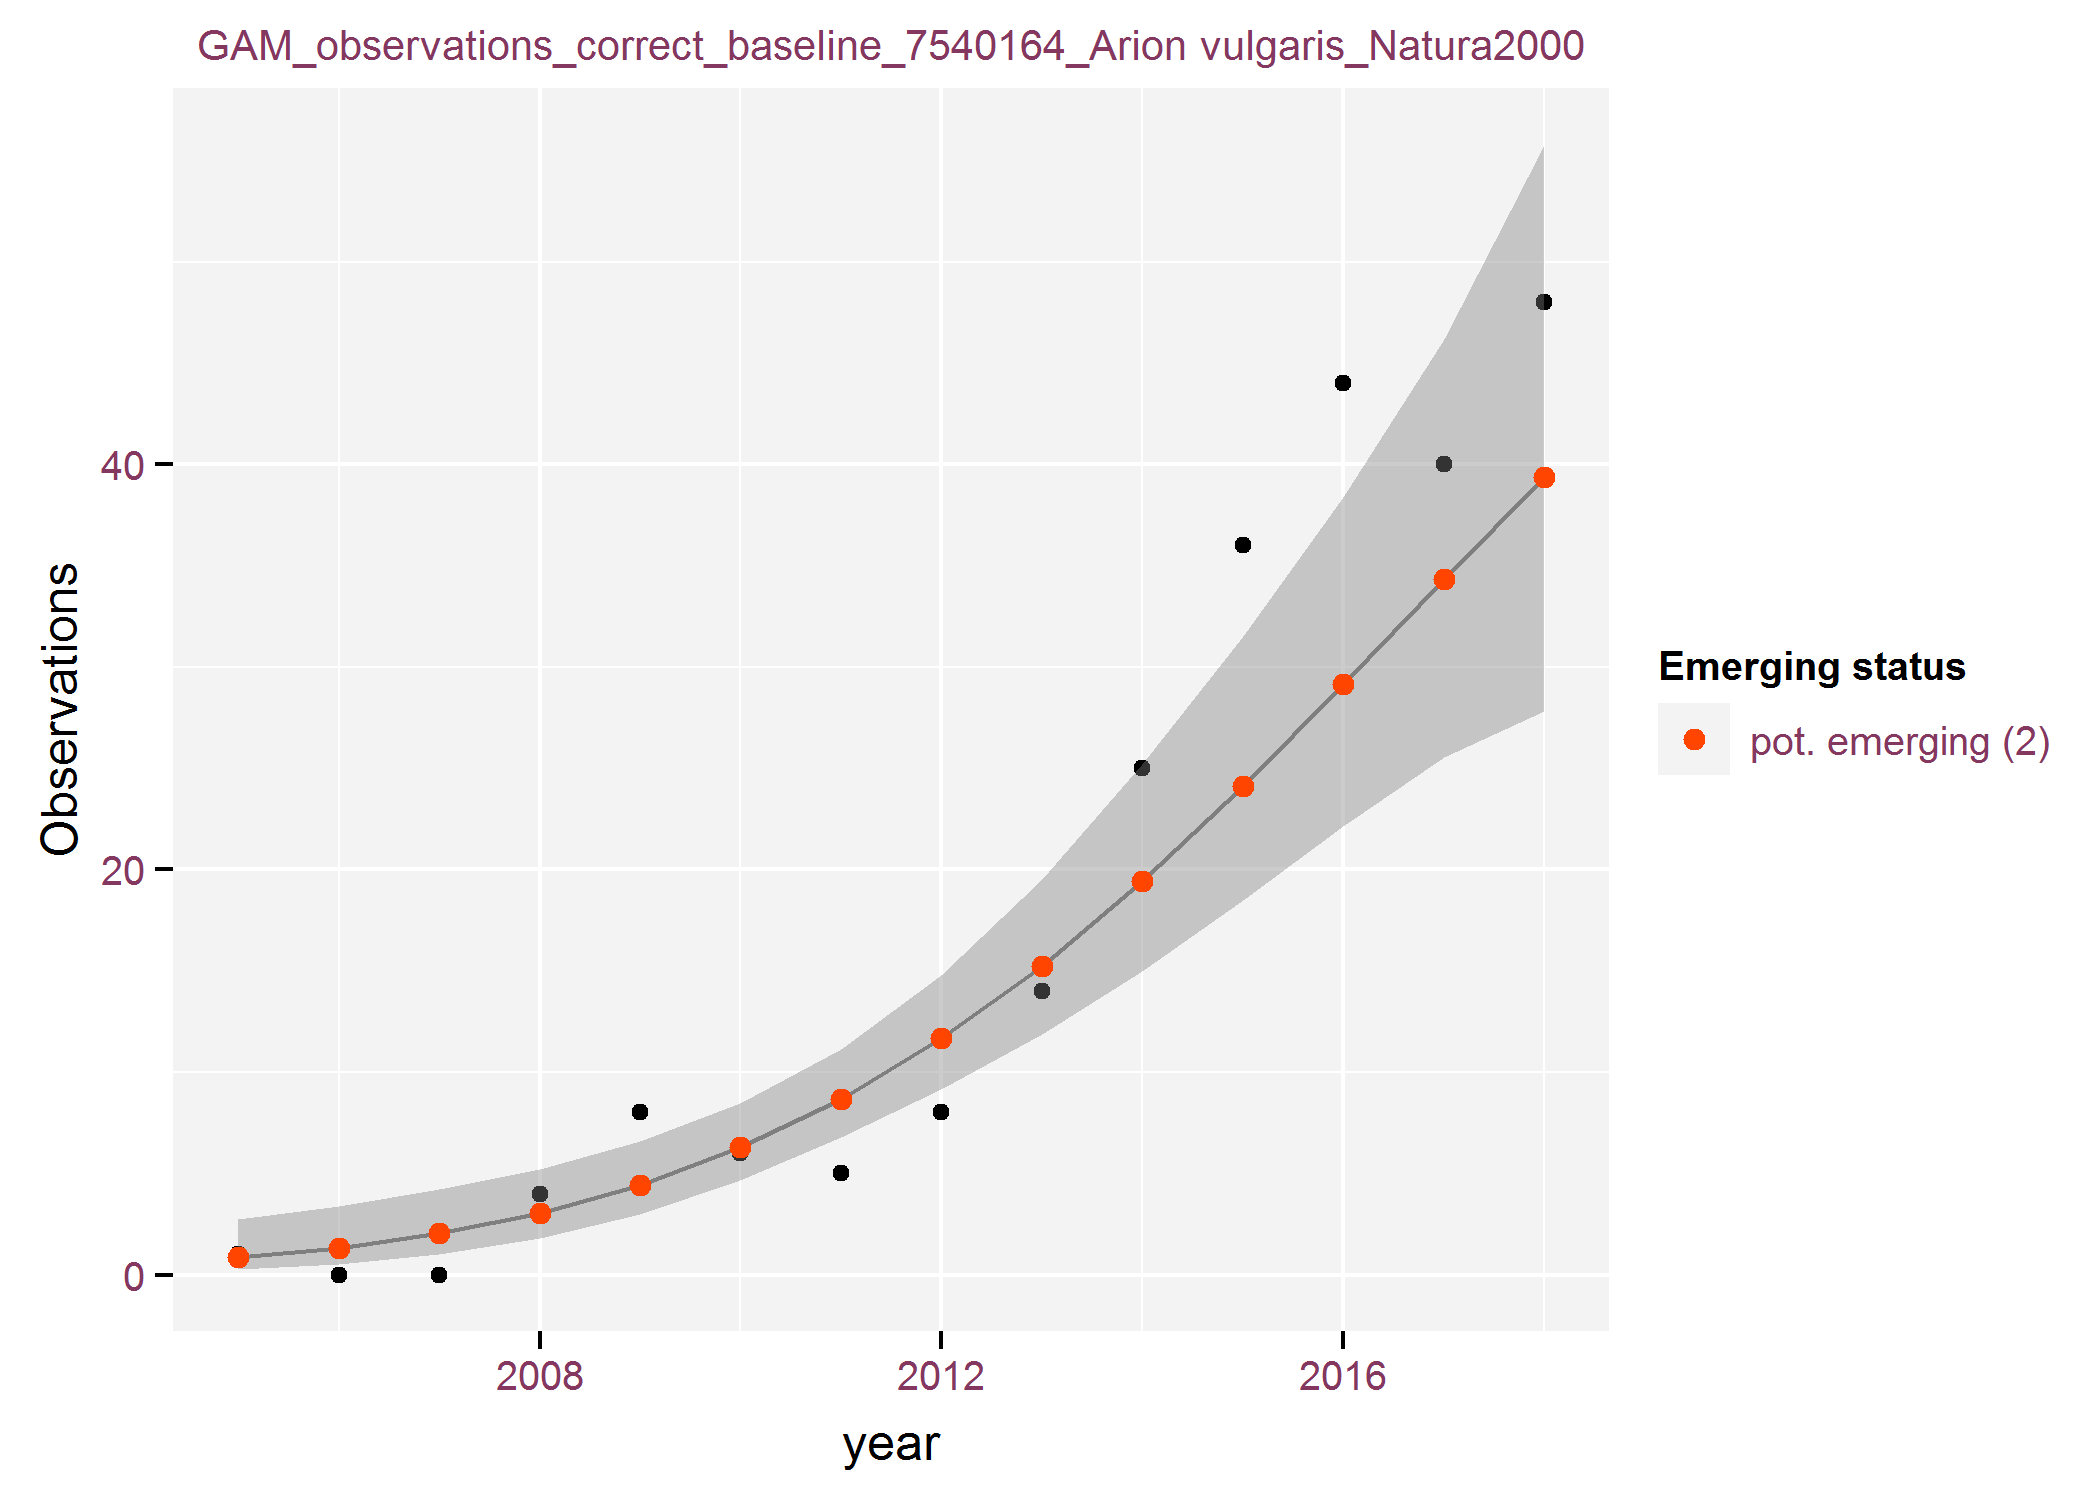 GAM_observations_correct_baseline_7540164_Arion vulgaris_Natura2000
Observations
40
20
0
2008
2012
2016
year
Emerging status
pot. emerging (2)